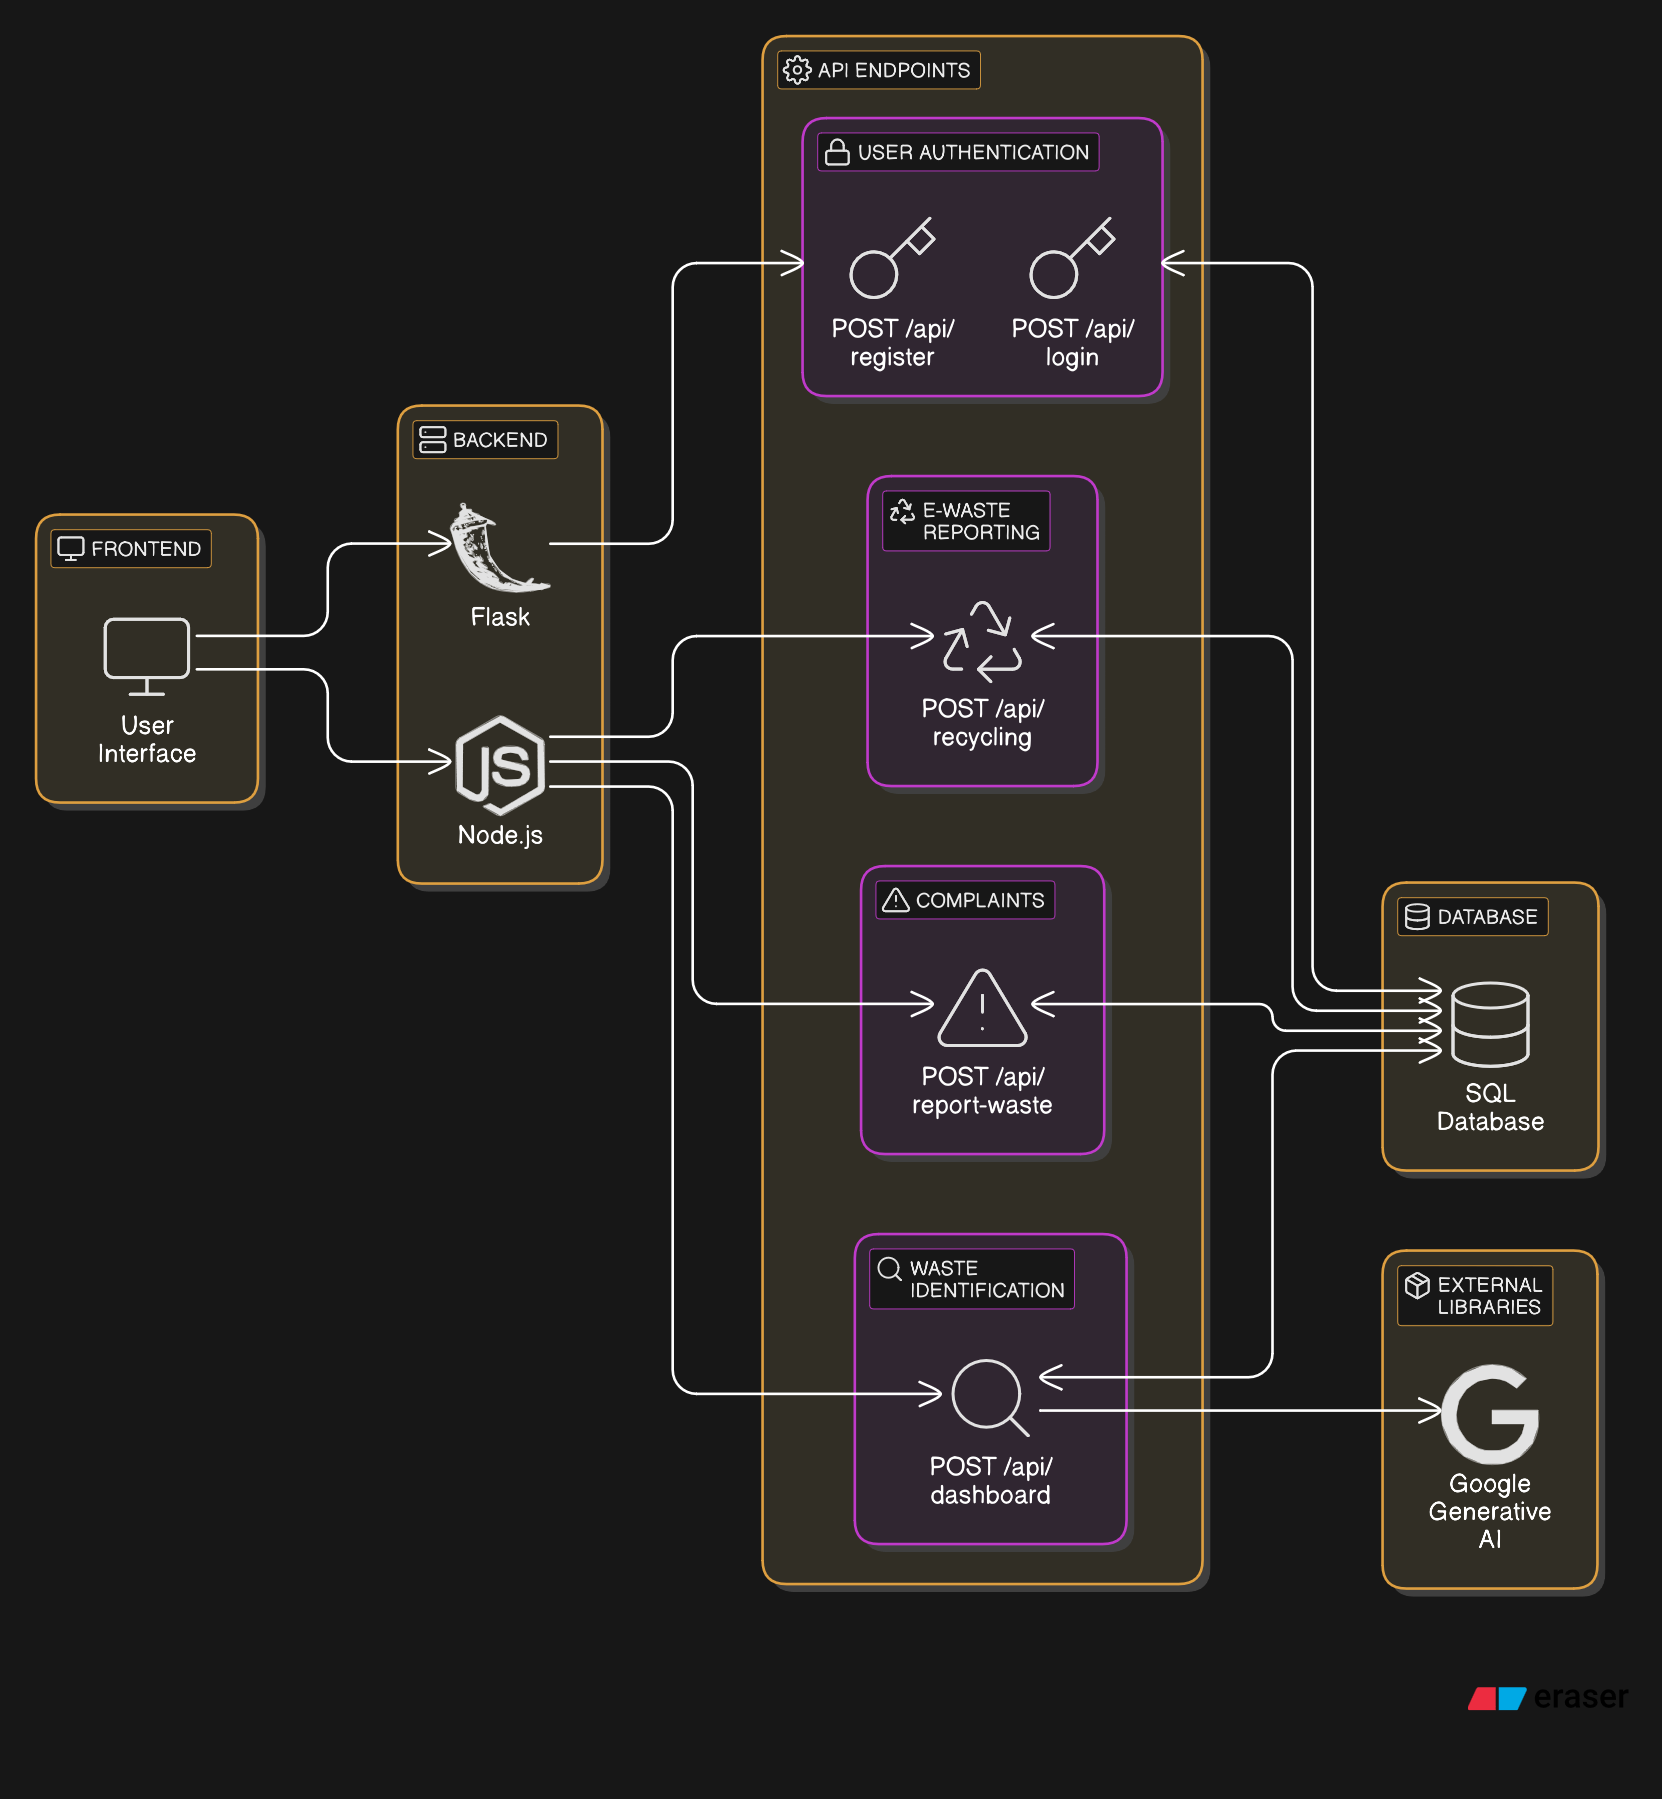 API ENDPOINTS
USER AUTHENTICATION
POST /api/
register
POST /api/
login
BACKEND
Flask
Node.js
FRONTEND
User
Interface
E-WASTE
REPORTING
POST /api/
recycling
COMPLAINTS
POST /api/
report-waste
DATABASE
SQL
Database
WASTE
IDENTIFICATION
POST /api/
dashboard
EXTERNAL
LIBRARIES
Google
Generative
AI
eraser